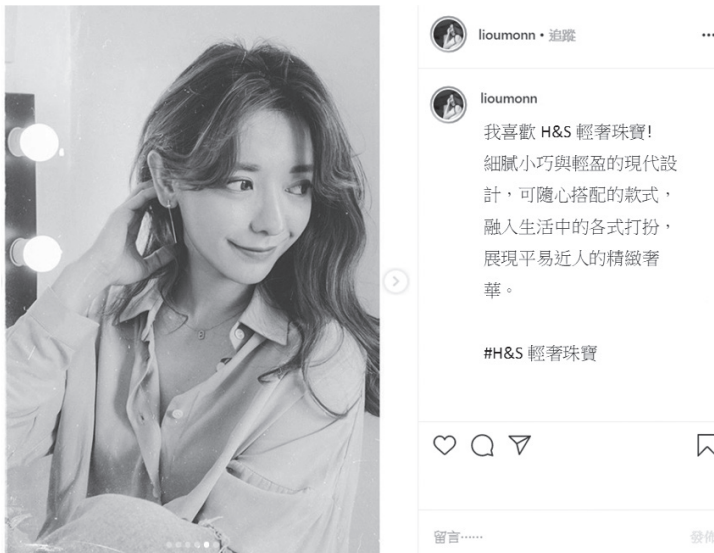 lioumonn • 追蹤
lioumonn
我喜歡 H&S 輕奢珠寶!
細膩小巧與輕盈的現代設
計，可隨心搭配的款式，
融入生活中的各式打扮，
展現平易近人的精緻奢
華。
#H&S 輕奢珠寶
留言……
發佈